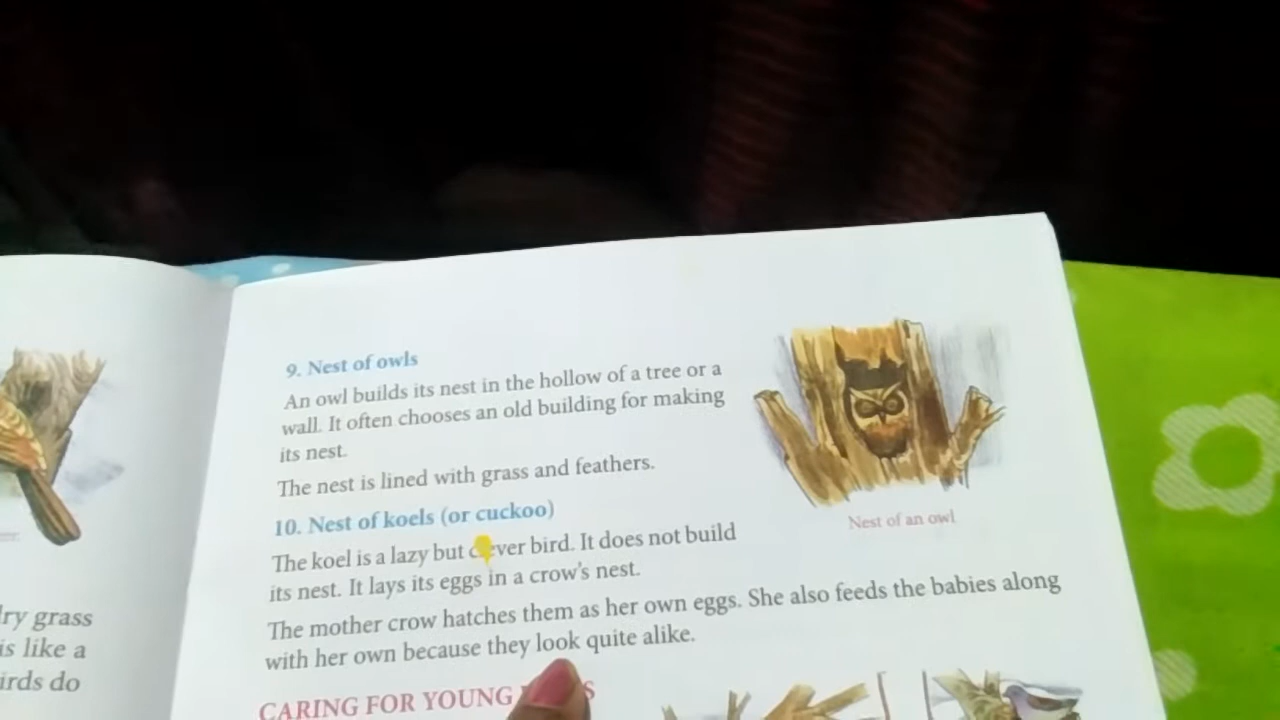 9. Nest of owls
An owl builds its nest in the hollow of a tree or a
wall. It often chooses an old building for making
its nest.
The nest is lined with grass and feathers.
Nest of an owl
10. Nest of koels (or cuckoo)
The koel is a lazy but clever bird. It does not build
its nest. It lays its eggs in a crow's nest.
The mother crow hatches them as her own eggs. She also feeds the babies along
with her own because they look quite alike.
CARING FOR YOUNG
grass
is like a
do